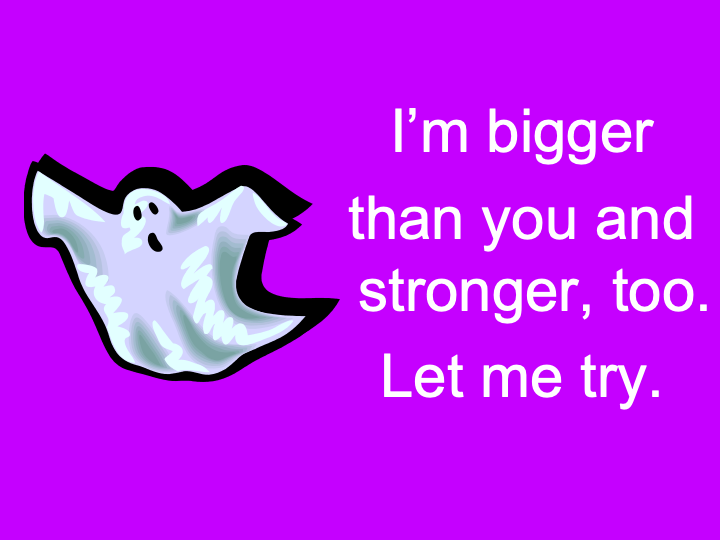 I’m bigger
than you and
stronger, too.
Let me try.